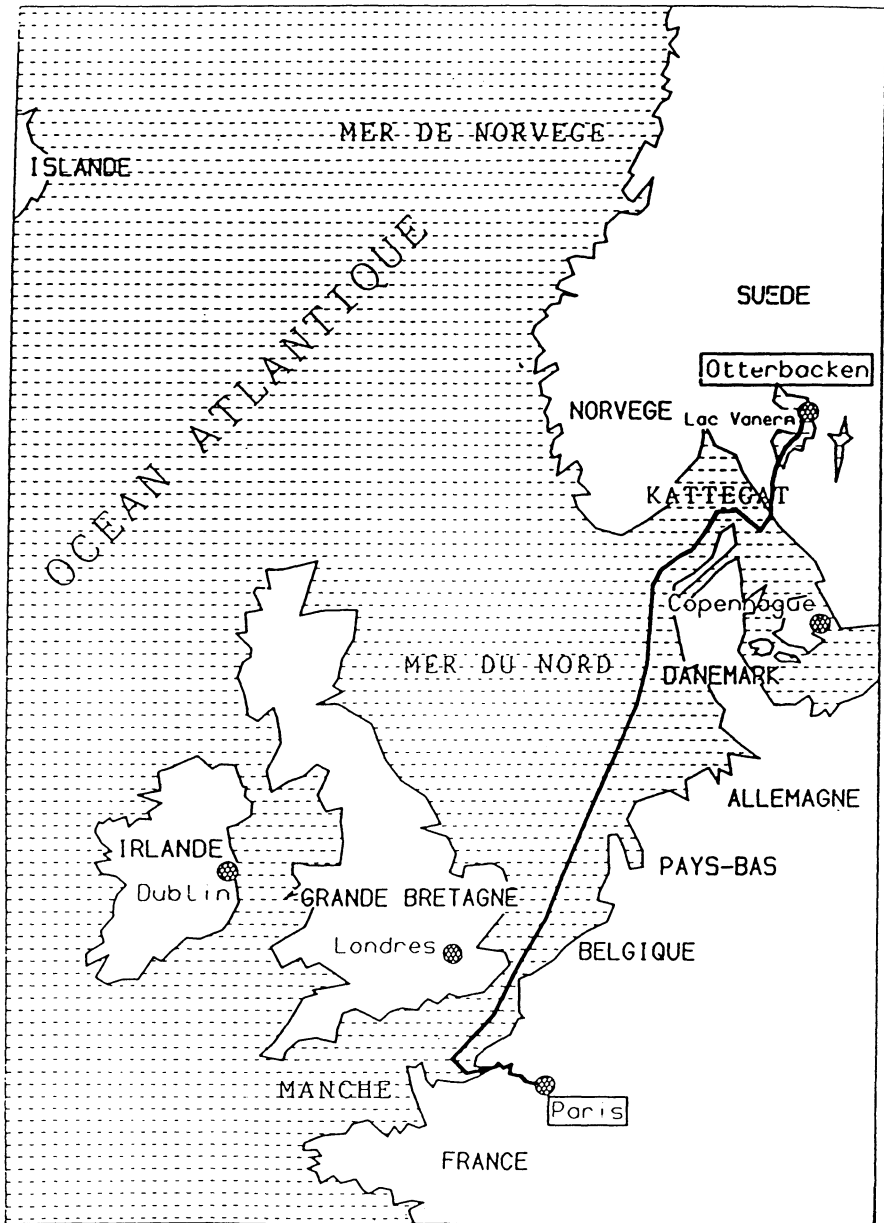 MER DE NORVEGE
ISLANDE
OCEAN ATLANTIQUE
SUEDE
Otterbacken
NORVEGE
Lac Vanern
KATTEGAT
Copenhague
MER DU NORD
DANEMARK
ALLEMAGNE
IRLANDE
PAYS-BAS
Dublin
GRANDE BRETAGNE
Londres
BELGIQUE
MANCHE
Paris
FRANCE